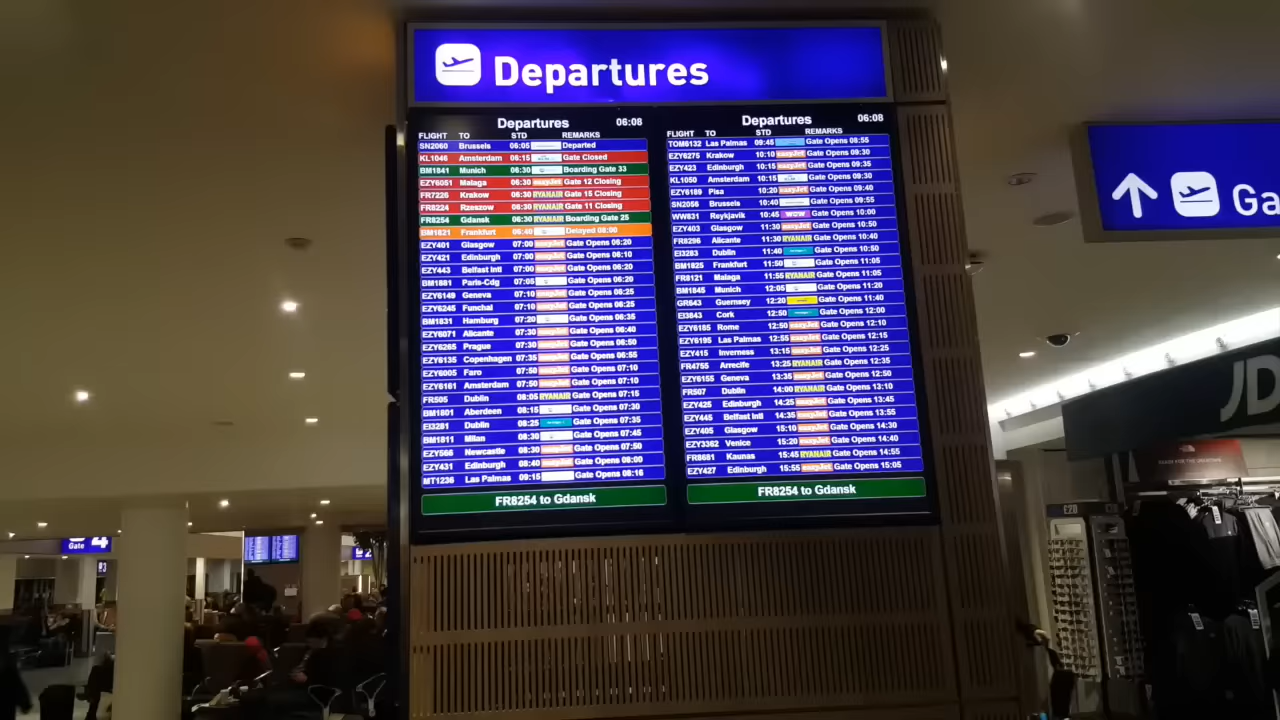 Departures
Departures 06:08
FLIGHT TO STD REMARKS
SN2060 Brussels 06:05 Departed
KL1046 Amsterdam 06:15 Gate Closed
BM1841 Munich 06:30 Boarding Gate 33
EZY6051 Malaga 06:30 easyJet Gate 12 Closing
FR7226 Krakow 06:30 RYANAIR Gate 15 Closing
FR8224 Rzeszow 06:30 RYANAIR Gate 11 Closing
FR8254 Gdansk 06:30 RYANAIR Boarding Gate 25
BM1821 Frankfurt 06:40 Delayed 08:00
EZY401 Glasgow 07:00 easyJet Gate Opens 06:20
EZY421 Edinburgh 07:00 easyJet Gate Opens 06:10
EZY443 Belfast Intl 07:00 easyJet Gate Opens 06:20
BM1881 Paris-Cdg 07:05 Gate Opens 06:20
EZY6149 Geneva 07:10 easyJet Gate Opens 06:25
EZY6245 Funchal 07:10 easyJet Gate Opens 06:25
BM1831 Hamburg 07:20 Gate Opens 06:35
EZY6071 Alicante 07:30 easyJet Gate Opens 06:40
EZY6265 Prague 07:30 easyJet Gate Opens 06:50
EZY6135 Copenhagen 07:35 easyJet Gate Opens 06:55
EZY6005 Faro 07:50 easyJet Gate Opens 07:10
EZY6161 Amsterdam 07:50 easyJet Gate Opens 07:10
FR505 Dublin 08:05 RYANAIR Gate Opens 07:15
BM1801 Aberdeen 08:15 Gate Opens 07:30
EI3281 Dublin 08:25 Gate Opens 07:35
BM1811 Milan 08:30 Gate Opens 07:45
EZY566 Newcastle 08:30 easyJet Gate Opens 07:50
EZY431 Edinburgh 08:40 easyJet Gate Opens 08:00
MT1236 Las Palmas 09:15 Gate Opens 08:15
FR8254 to Gdansk
Departures 06:08
FLIGHT TO STD REMARKS
TOM6132 Las Palmas 09:45 Gate Opens 08:55
EZY6275 Krakow 10:10 easyJet Gate Opens 09:30
EZY423 Edinburgh 10:15 easyJet Gate Opens 09:35
KL1050 Amsterdam 10:15 Gate Opens 09:30
EZY6189 Pisa 10:20 easyJet Gate Opens 09:40
SN2056 Brussels 10:40 Gate Opens 09:55
WW831 Reykjavik 10:45 wow Gate Opens 10:00
EZY403 Glasgow 11:30 easyJet Gate Opens 10:50
FR8296 Alicante 11:30 RYANAIR Gate Opens 10:40
EI3283 Dublin 11:40 Gate Opens 10:50
BM1825 Frankfurt 11:50 Gate Opens 11:05
FR8121 Malaga 11:55 RYANAIR Gate Opens 11:05
BM1845 Munich 12:05 Gate Opens 11:20
GR643 Guernsey 12:20 Gate Opens 11:40
EI3843 Cork 12:50 Gate Opens 12:00
EZY6185 Rome 12:50 easyJet Gate Opens 12:10
EZY6195 Las Palmas 12:55 easyJet Gate Opens 12:15
EZY415 Inverness 13:15 easyJet Gate Opens 12:25
FR4755 Arrecife 13:25 RYANAIR Gate Opens 12:35
EZY6155 Geneva 13:35 easyJet Gate Opens 12:50
FR507 Dublin 14:00 RYANAIR Gate Opens 13:10
EZY425 Edinburgh 14:25 easyJet Gate Opens 13:45
EZY445 Belfast Intl 14:35 easyJet Gate Opens 13:55
EZY405 Glasgow 15:10 easyJet Gate Opens 14:30
EZY3362 Venice 15:20 easyJet Gate Opens 14:40
FR8681 Kaunas 15:45 RYANAIR Gate Opens 14:55
EZY427 Edinburgh 15:55 easyJet Gate Opens 15:05
FR8254 to Gdansk
Ga
JD
£20
Gate 4